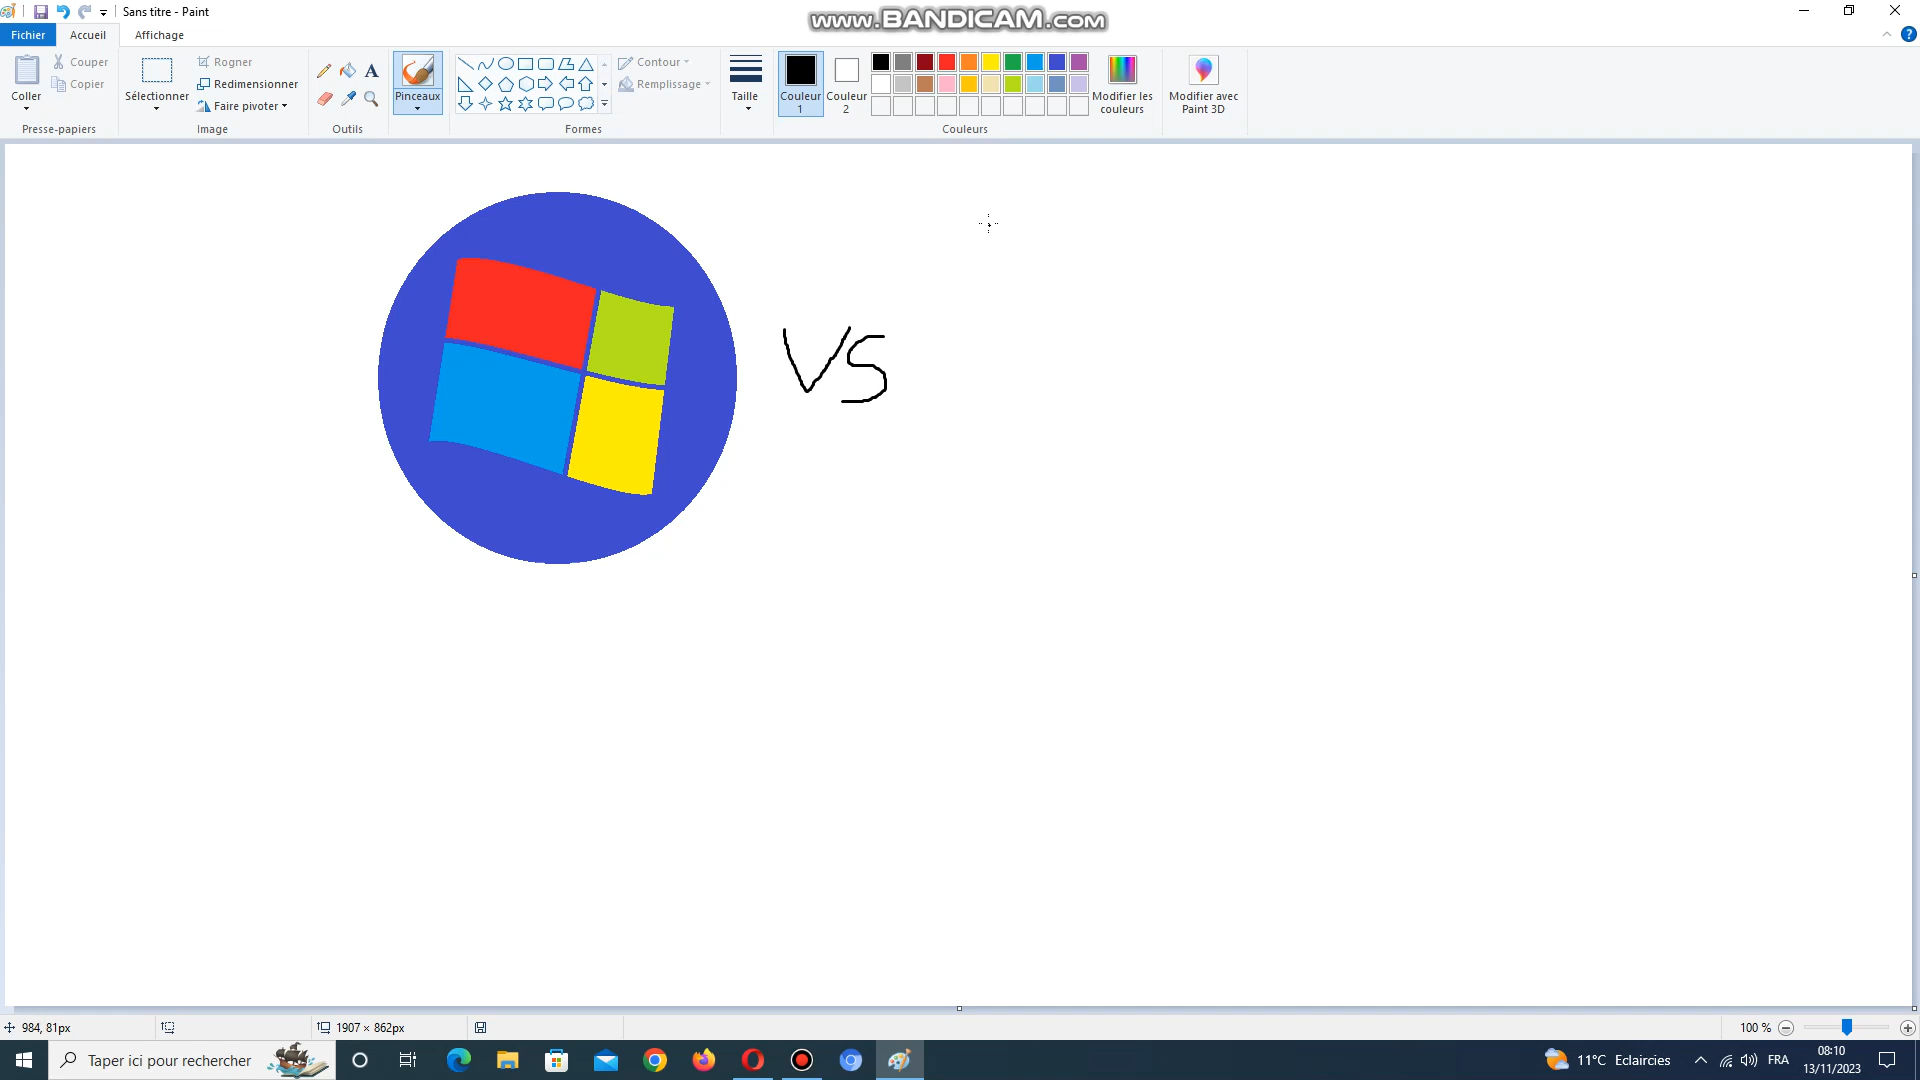 Sans titre - Paint
www.BANDICAM.com
Fichier
Accueil
Affichage
Coller
Couper
Copier
Presse-papiers
Sélectionner
Rogner
Redimensionner
Faire pivoter
Image
A
Outils
Pinceaux
Contour
Remplissage
Formes
Taille
Couleur 1
Couleur 2
Couleurs
Modifier les couleurs
Modifier avec Paint 3D
VS
984, 81px
1907 × 862px
100 %
Taper ici pour rechercher
11°C Eclaircies
FRA
08:10
13/11/2023